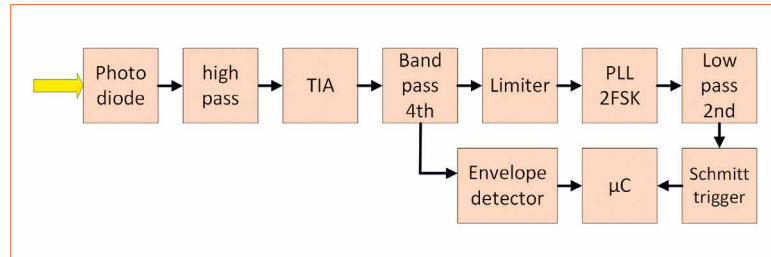 Photo
diode
high
pass
TIA
Band
pass
4th
Limiter
PLL
2FSK
Low
pass
2nd
Envelope
detector
µC
Schmitt
trigger